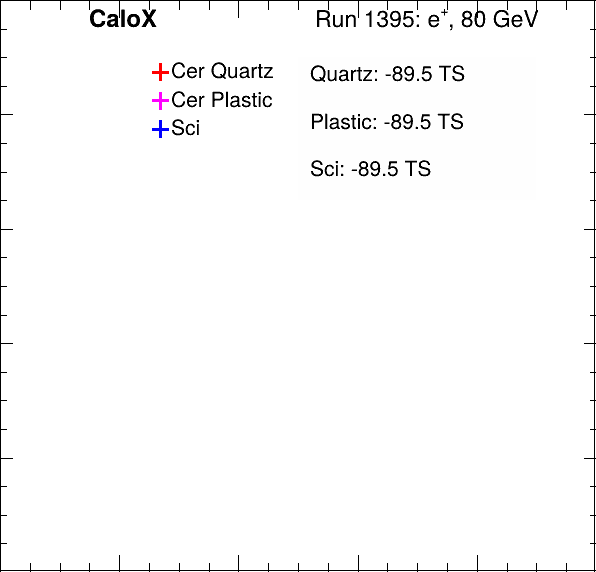 CaloX
Run 1395: e⁺, 80 GeV
Cer Quartz
Cer Plastic
Sci
Quartz: -89.5 TS
Plastic: -89.5 TS
Sci: -89.5 TS